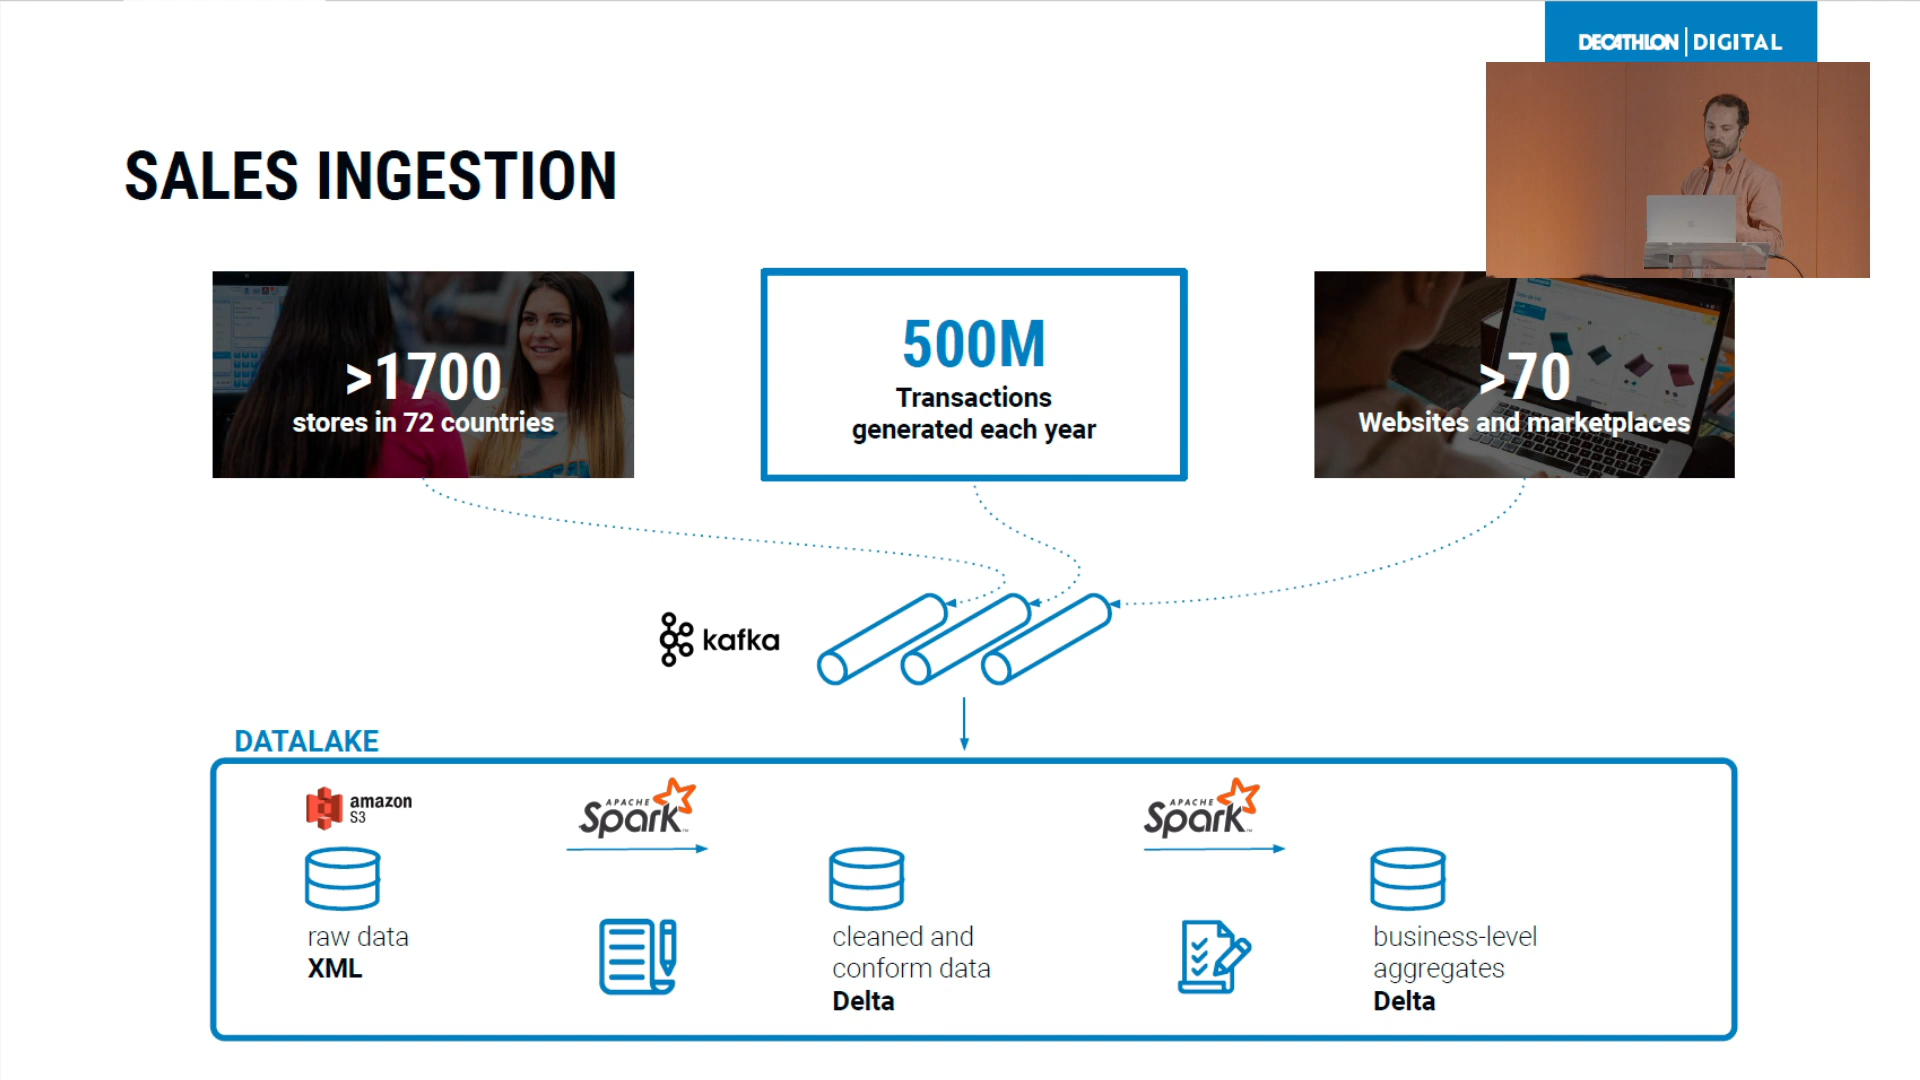 DECATHLON | DIGITAL
SALES INGESTION
>1700
stores in 72 countries
500M
Transactions
generated each year
>70
Websites and marketplaces
kafka
DATALAKE
amazon
S3
APACHE
Spark
APACHE
Spark
raw data
XML
cleaned and
conform data
Delta
business-level
aggregates
Delta